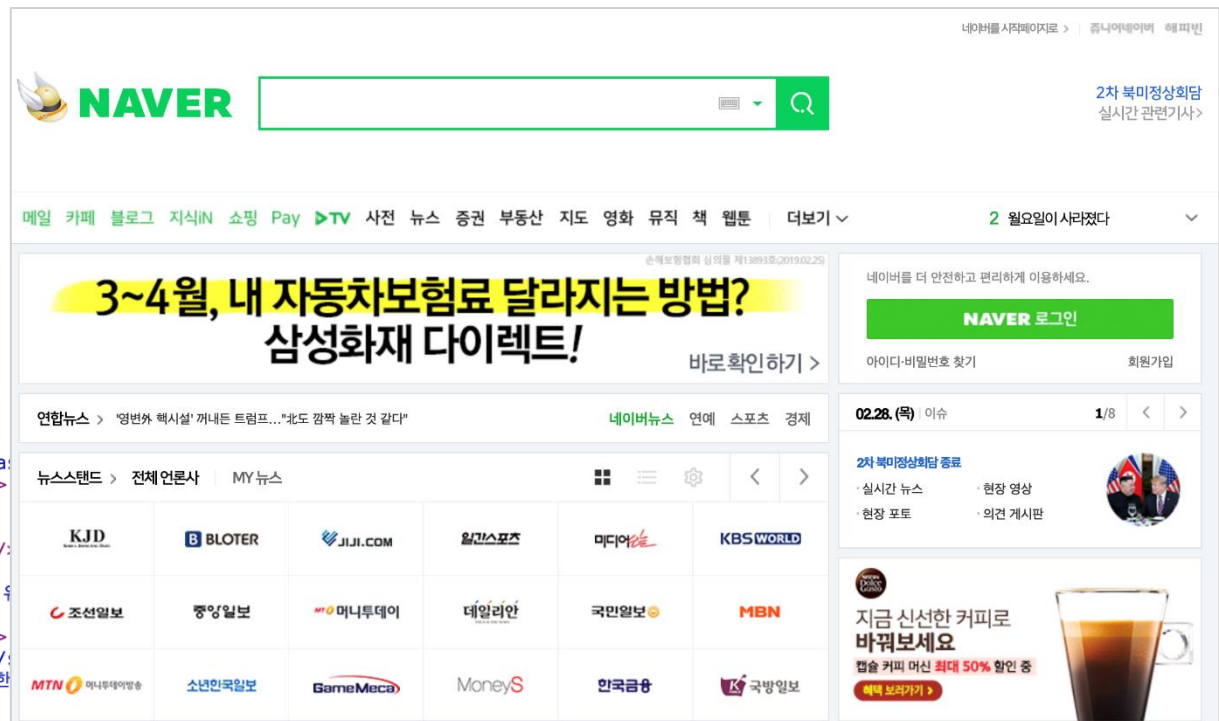 네이버를 시작페이지로 > 쥬니어네이버 해피빈
NAVER
2차 북미정상회담
실시간 관련기사>
메일 카페 블로그 지식iN 쇼핑 Pay TV 사전 뉴스 증권 부동산 지도 영화 뮤직 책 웹툰 더보기
2 월요일이 사라졌다
손해보험협회 심의필 제13893호(2019.02.25)
3~4월, 내 자동차보험료 달라지는 방법?
삼성화재 다이렉트!
바로확인하기 >
네이버를 더 안전하고 편리하게 이용하세요.
NAVER 로그인
아이디·비밀번호 찾기 회원가입
연합뉴스 > '영변外 핵시설' 꺼내든 트럼프…"北도 깜짝 놀란 것 같다"
네이버뉴스 연예 스포츠 경제
02.28. (목) 이슈 1/8 < >
2차 북미정상회담 종료
· 실시간 뉴스 · 현장 영상
· 현장 포토 · 의견 게시판
뉴스스탠드 > 전체 언론사 MY 뉴스 < >
KJD BLOTER JIJI.COM 일간스포츠 미디어오늘 KBS WORLD
조선일보 중앙일보 MT 머니투데이 데일리안 국민일보 MBN
MTN 머니투데이방송 소년한국일보 GameMeca MoneyS 한국금융 국방일보
NESCAFÉ Dolce Gusto
지금 신선한 커피로
바꿔보세요
캡슐 커피 머신 최대 50% 할인 중
혜택 보러가기 >